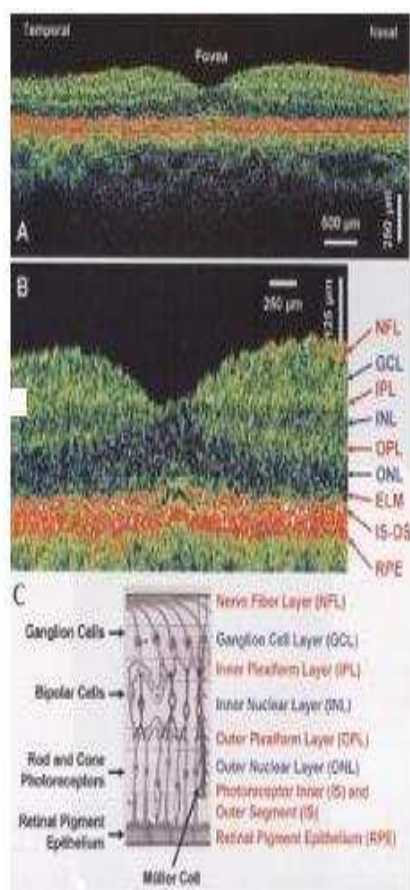 Temporal
Nasal
Fovea
A
500 µm
250 µm
B
250 µm
125 µm
NFL
GCL
IPL
INL
OPL
ONL
ELM
IS-OS
RPE
C
Nerve Fiber Layer (NFL)
Ganglion Cells
Ganglion Cell Layer (GCL)
Inner Plexiform Layer (IPL)
Bipolar Cells
Inner Nuclear Layer (INL)
Outer Plexiform Layer (OPL)
Rod and Cone
Photoreceptors
Outer Nuclear Layer (ONL)
Photoreceptor Inner (IS) and
Outer Segment (IS)
Retinal Pigment
Epithelium
Retinal Pigment Epithelium (RPE)
Müller Cell